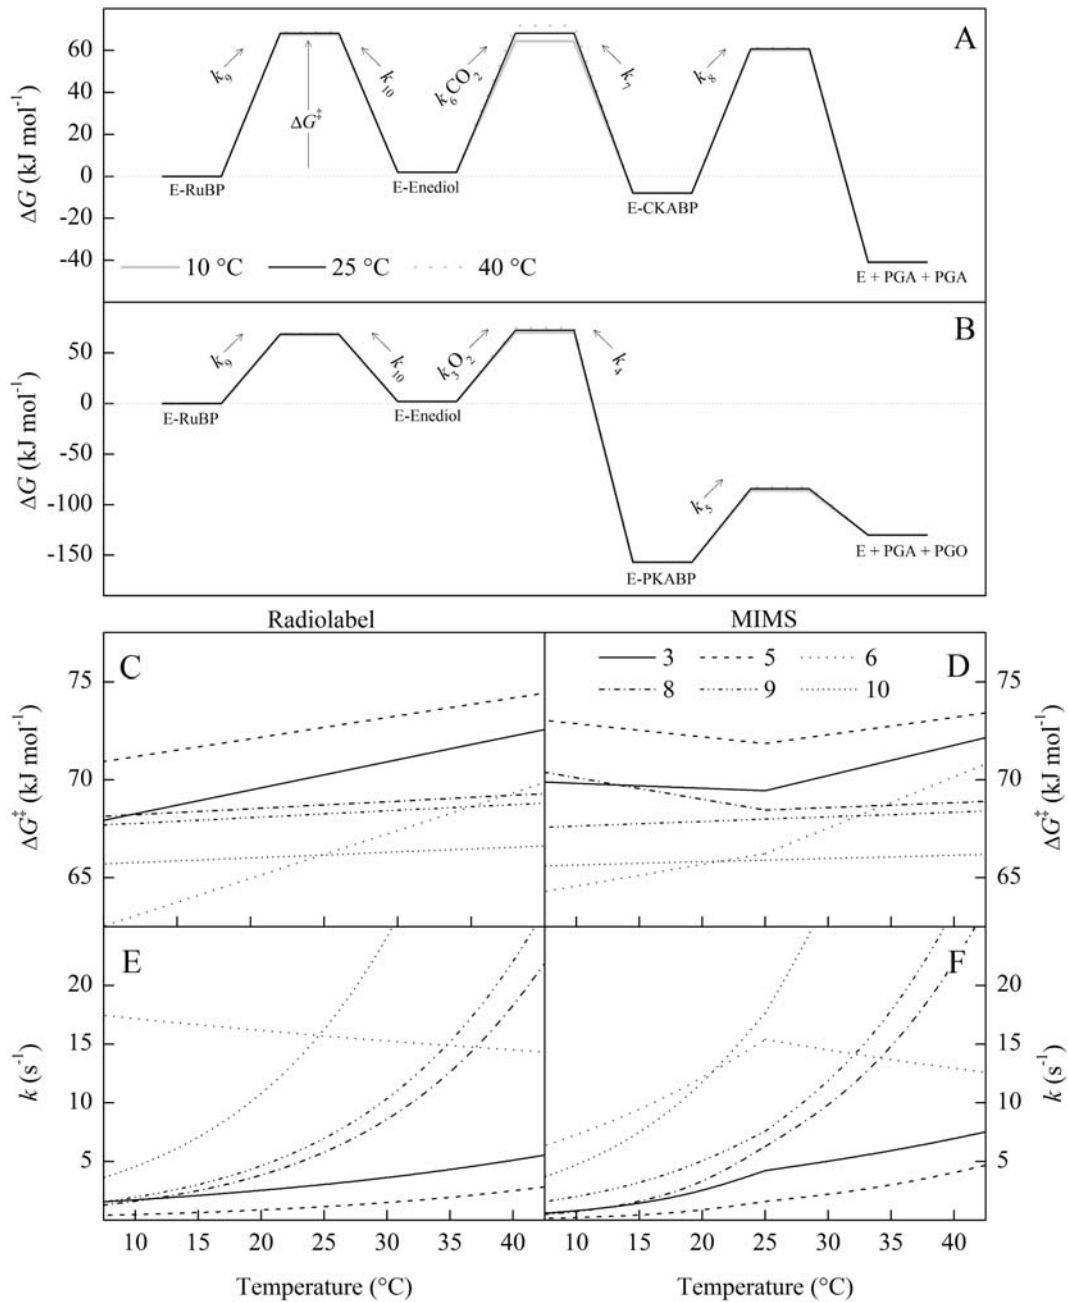 A
60
40
20
0
-20
-40
ΔG (kJ mol⁻¹)
k₉
ΔG‡
k₁₀
k₆CO₂
k₇
k₈
E-RuBP
E-Enediol
E-CKABP
E + PGA + PGA
10 °C
25 °C
40 °C
B
50
0
-50
-100
-150
ΔG (kJ mol⁻¹)
k₉
k₁₀
k₃O₂
k₄
k₅
E-RuBP
E-Enediol
E-PKABP
E + PGA + PGO
Radiolabel
MIMS
C
75
70
65
ΔG‡ (kJ mol⁻¹)
3 5 6
8 9 10
D
75
70
65
ΔG‡ (kJ mol⁻¹)
E
20
15
10
5
k (s⁻¹)
F
20
15
10
5
k (s⁻¹)
10 15 20 25 30 35 40
10 15 20 25 30 35 40
Temperature (°C)
Temperature (°C)